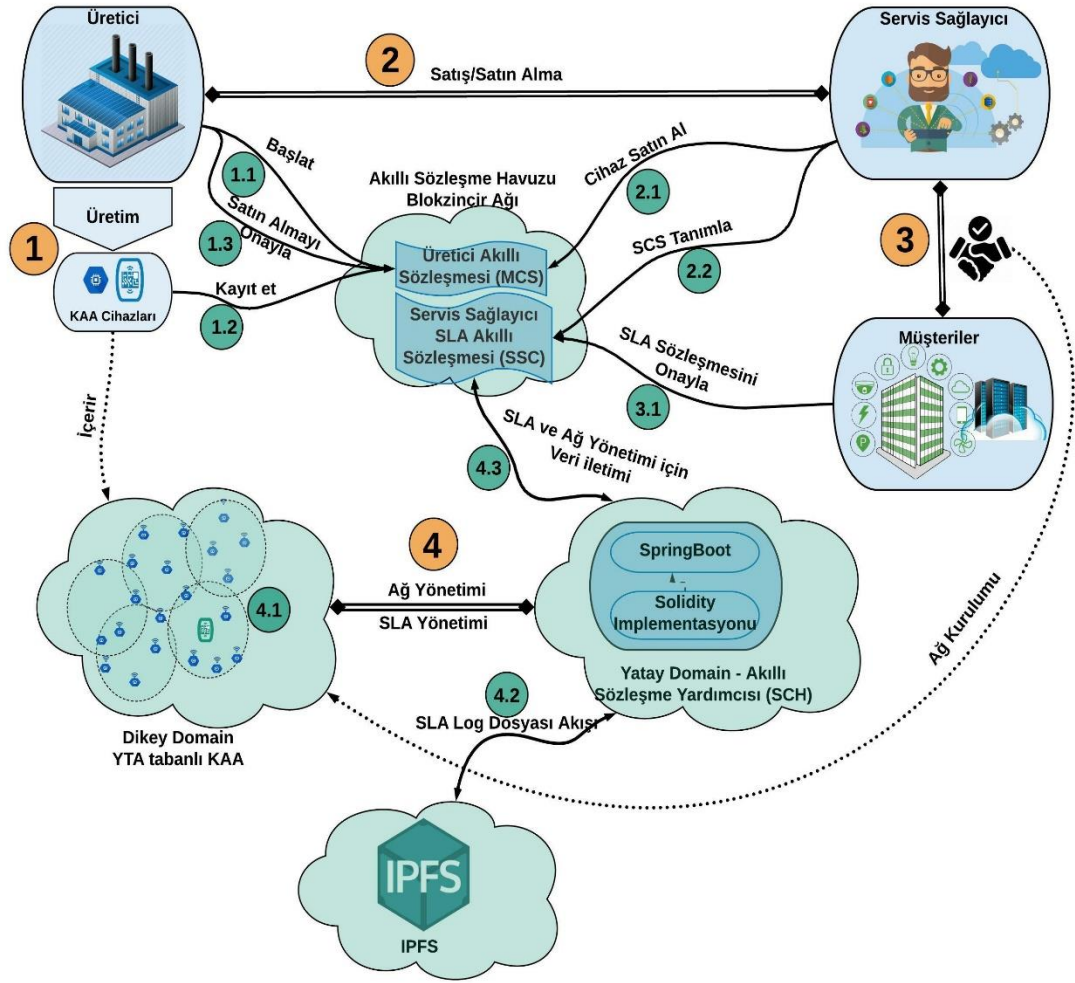 Üretici
Servis Sağlayıcı
2
Satış/Satın Alma
Başlat
1.1
Satın Almayı
Onayla
1.3
Cihaz Satın Al
2.1
Akıllı Sözleşme Havuzu
Blokzincir Ağı
Üretim
1
KAA Cihazları
Kayıt et
1.2
Üretici Akıllı
Sözleşmesi (MCS)
Servis Sağlayıcı
SLA Akıllı
Sözleşmesi (SSC)
SCS Tanımla
2.2
3
SLA Sözleşmesini
Onayla
3.1
Müşteriler
P
İçerir
4.3
SLA ve Ağ Yönetimi için
Veri iletimi
4
Ağ Yönetimi
SLA Yönetimi
4.1
SpringBoot
Solidity
Implementasyonu
Yatay Domain - Akıllı
Sözleşme Yardımcısı (SCH)
Ağ Kurulumu
4.2
SLA Log Dosyası Akışı
Dikey Domain
YTA tabanlı KAA
IPFS
IPFS